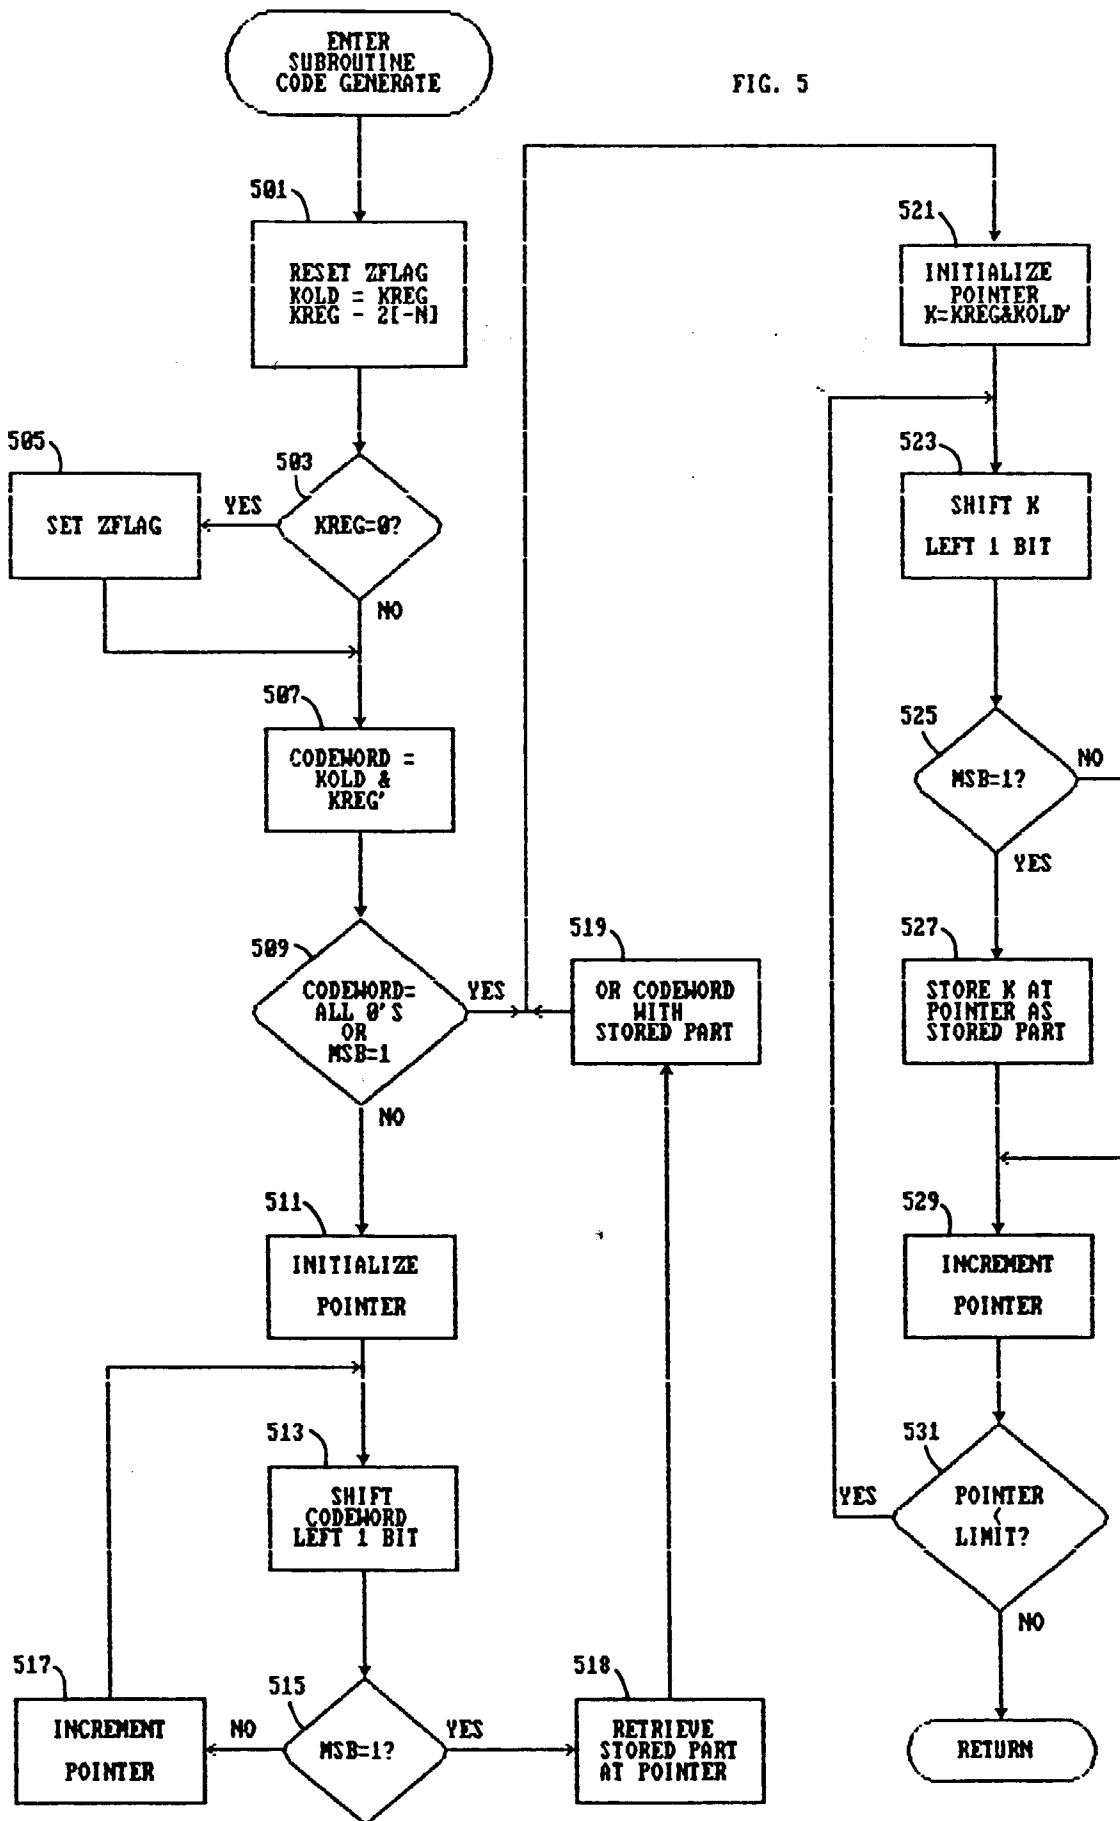 ENTER
SUBROUTINE
CODE GENERATE
FIG. 5
501
RESET ZFLAG
KOLD = KREG
KREG - 2[-N]
503
KREG=0?
YES
NO
505
SET ZFLAG
507
CODEWORD =
KOLD &
KREG'
509
CODEWORD=
ALL 0'S
OR
MSB=1
YES
NO
511
INITIALIZE
POINTER
513
SHIFT
CODEWORD
LEFT 1 BIT
515
MSB=1?
NO
YES
517
INCREMENT
POINTER
518
RETRIEVE
STORED PART
AT POINTER
519
OR CODEWORD
WITH
STORED PART
521
INITIALIZE
POINTER
K=KREG&KOLD'
523
SHIFT K
LEFT 1 BIT
525
MSB=1?
NO
YES
527
STORE K AT
POINTER AS
STORED PART
529
INCREMENT
POINTER
531
POINTER
<
LIMIT?
YES
NO
RETURN